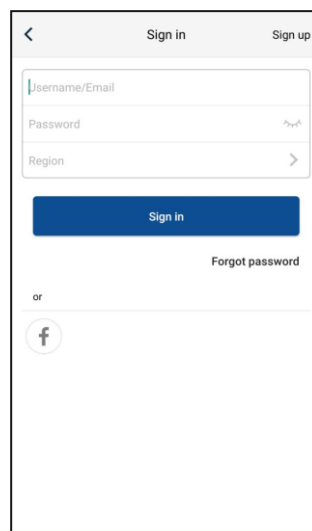 Sign in
Sign up
Username/Email
Password
Region
Sign in
Forgot password
or